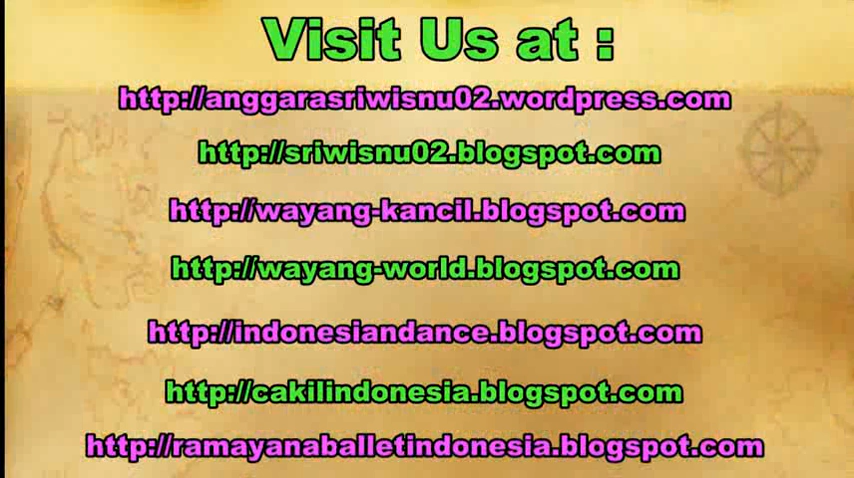 Visit Us at :
http://anggarasriwisnu02.wordpress.com
http://sriwisnu02.blogspot.com
http://wayang-kancil.blogspot.com
http://wayang-world.blogspot.com
http://indonesiandance.blogspot.com
http://cakilindonesia.blogspot.com
http://ramayanaballetindonesia.blogspot.com